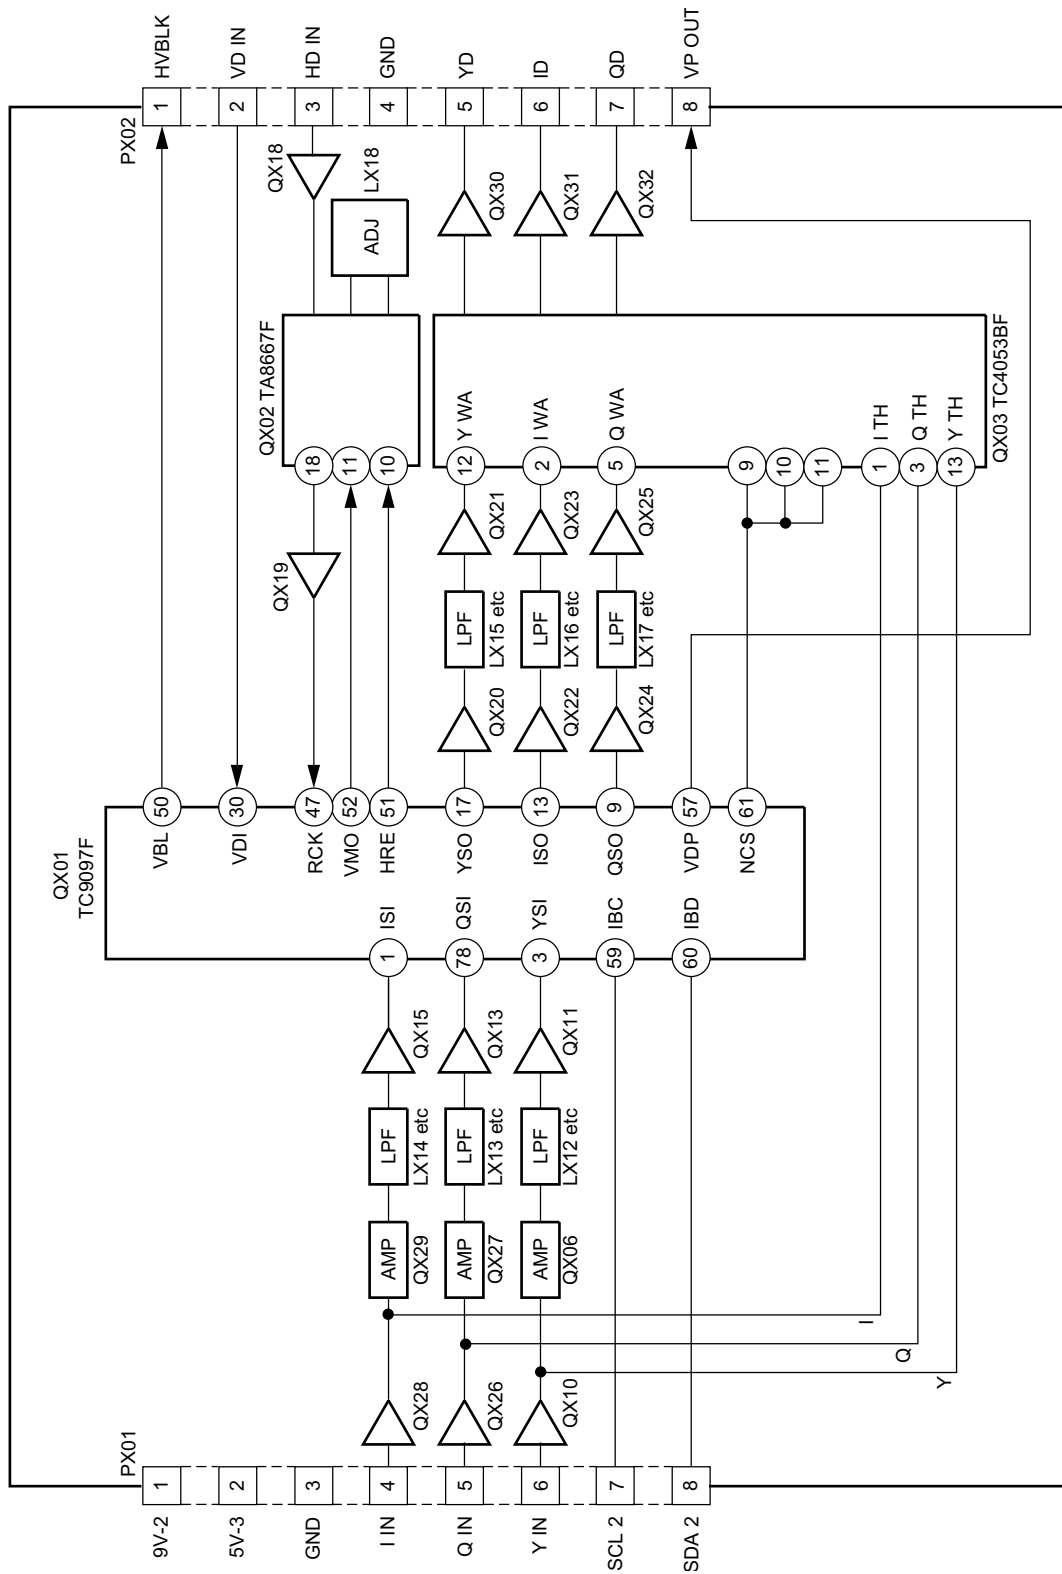 PX01
9V-2
1
5V-3
2
GND
3
I IN
4
Q IN
5
Y IN
6
SCL 2
7
SDA 2
8
QX28
QX26
QX10
I
Q
Y
AMP
QX29
AMP
QX27
AMP
QX06
LPF
LX14 etc
LPF
LX13 etc
LPF
LX12 etc
QX15
QX13
QX11
QX01
TC9097F
1
ISI
78
QSI
3
YSI
59
IBC
60
IBD
VBL
50
VDI
30
RCK
47
VMO
52
HRE
51
YSO
17
ISO
13
QSO
9
VDP
57
NCS
61
QX19
QX20
QX22
QX24
LPF
LX15 etc
LPF
LX16 etc
LPF
LX17 etc
QX21
QX23
QX25
QX02 TA8667F
18
11
10
12
Y WA
2
I WA
5
Q WA
9
10
11
1
I TH
3
Q TH
13
Y TH
QX03 TC4053BF
ADJ
LX18
QX18
QX30
QX31
QX32
PX02
1
HVBLK
2
VD IN
3
HD IN
4
GND
5
YD
6
ID
7
QD
8
VP OUT